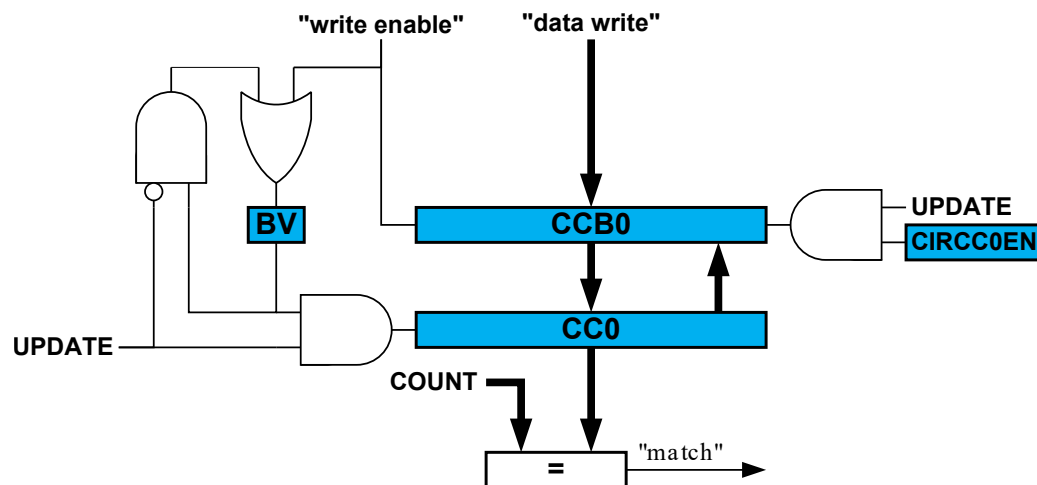 "write enable"
"data write"
BV
CCB0
UPDATE
CIRCC0EN
UPDATE
CC0
COUNT
=
"match"